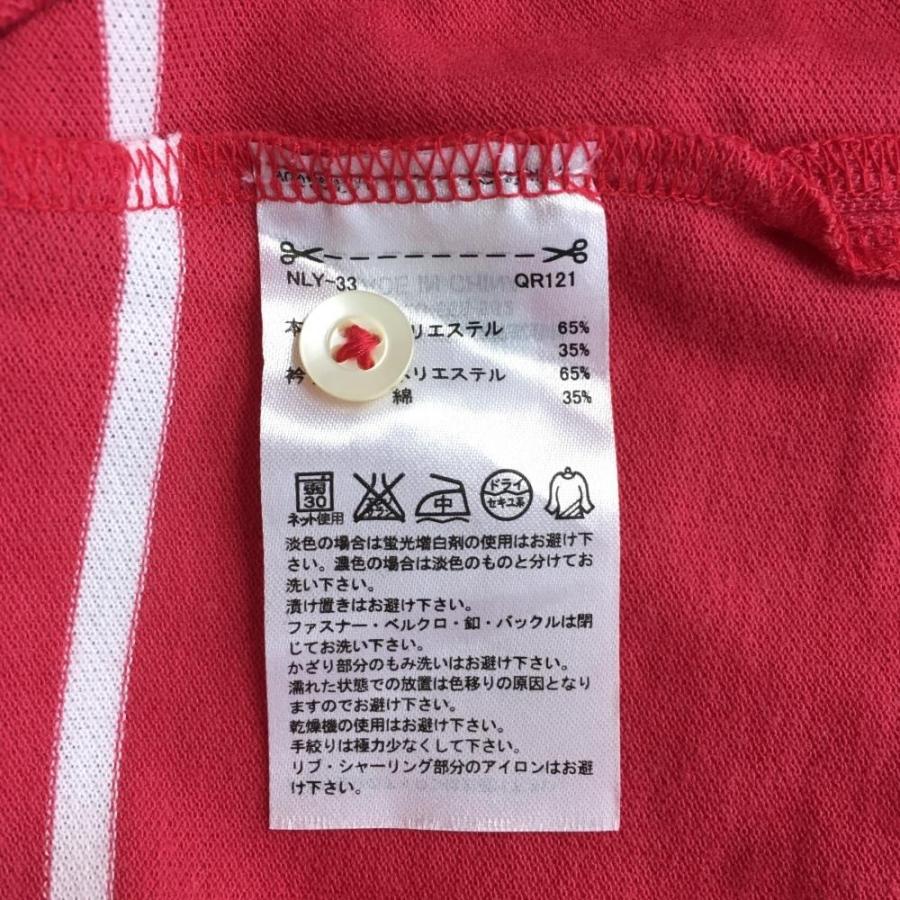 NLY-33 QR121
本 リエステル 65%
35%
衿 リエステル 65%
綿 35%
30 中 ドライ
ネット使用 セキユ系
淡色の場合は蛍光増白剤の使用はお避け下
さい。濃色の場合は淡色のものと分けてお
洗い下さい。
漬け置きはお避け下さい。
ファスナー・ベルクロ・釦・バックルは閉
じてお洗い下さい。
かざり部分のもみ洗いはお避け下さい。
濡れた状態での放置は色移りの原因となり
ますのでお避け下さい。
乾燥機の使用はお避け下さい。
手絞りは極力少なくして下さい。
リブ・シャーリング部分のアイロンはお避
け下さい。